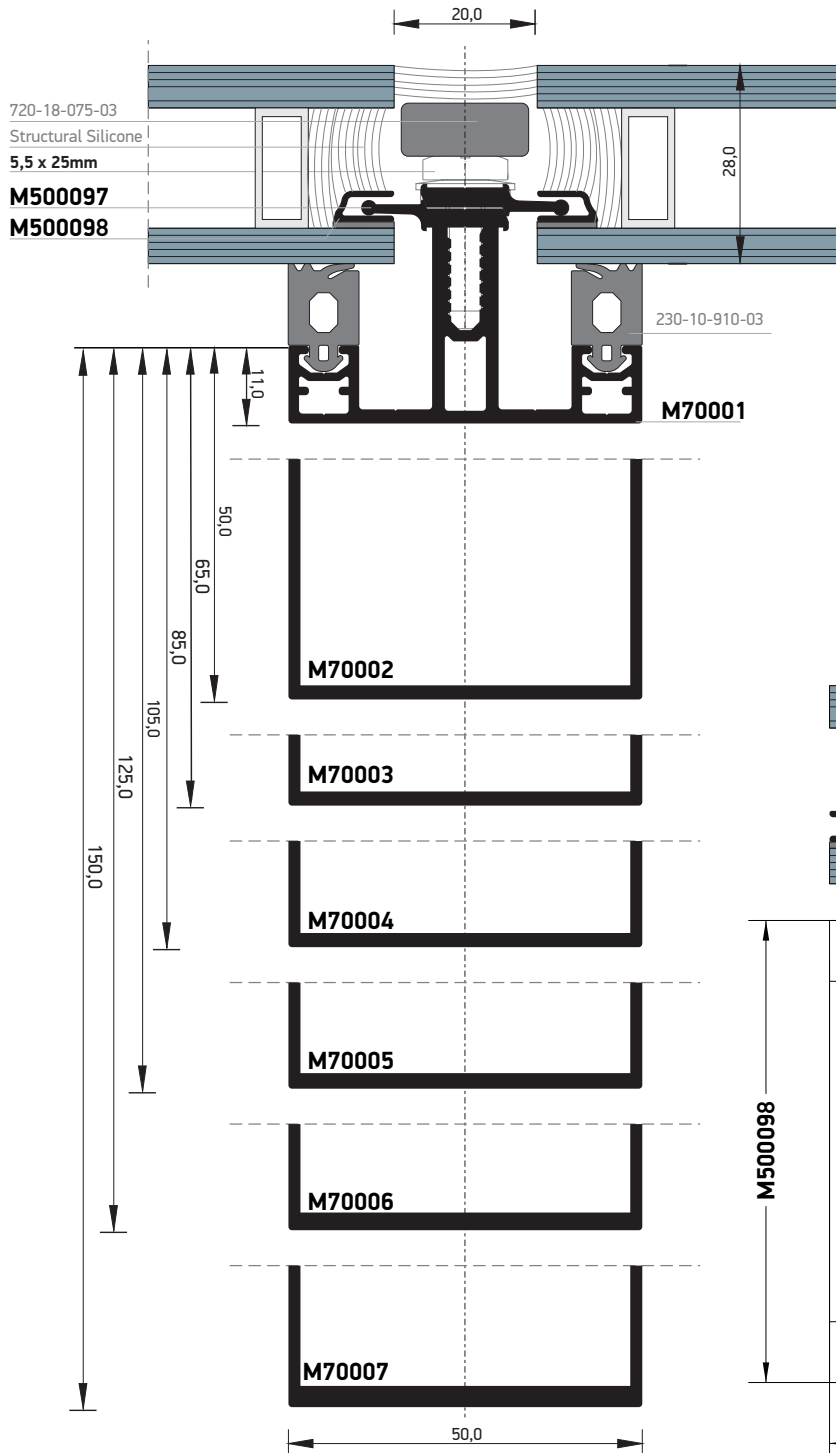 20,0
720-18-075-03
Structural Silicone
5,5 x 25mm
M500097
M500098
28,0
230-10-910-03
11,0
M70001
50,0
65,0
85,0
105,0
125,0
150,0
M70002
M70003
M70004
M70005
M70006
M70007
M500098
50,0